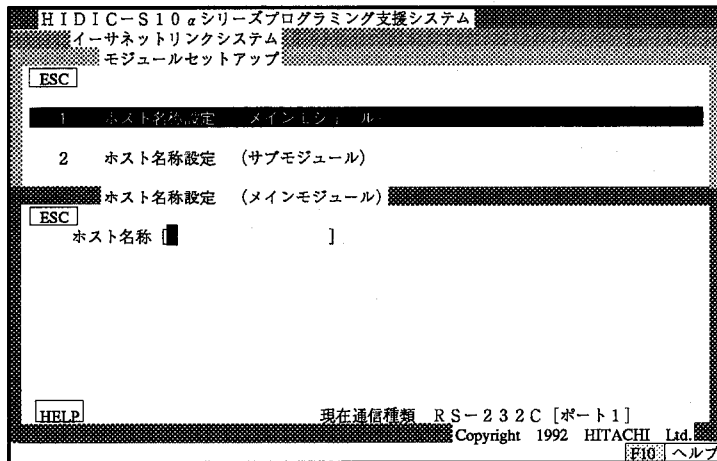 HIDIC－S10αシリーズプログラミング支援システム
イーサネットリンクシステム
モジュールセットアップ
ESC
1 ホスト名称設定 メインモジュール
2 ホスト名称設定 （サブモジュール）
ホスト名称設定 （メインモジュール）
ESC
ホスト名称 [ ]
HELP 現在通信種類 RS－232C [ポート1]
Copyright 1992 HITACHI Ltd.
F10 ヘルプ